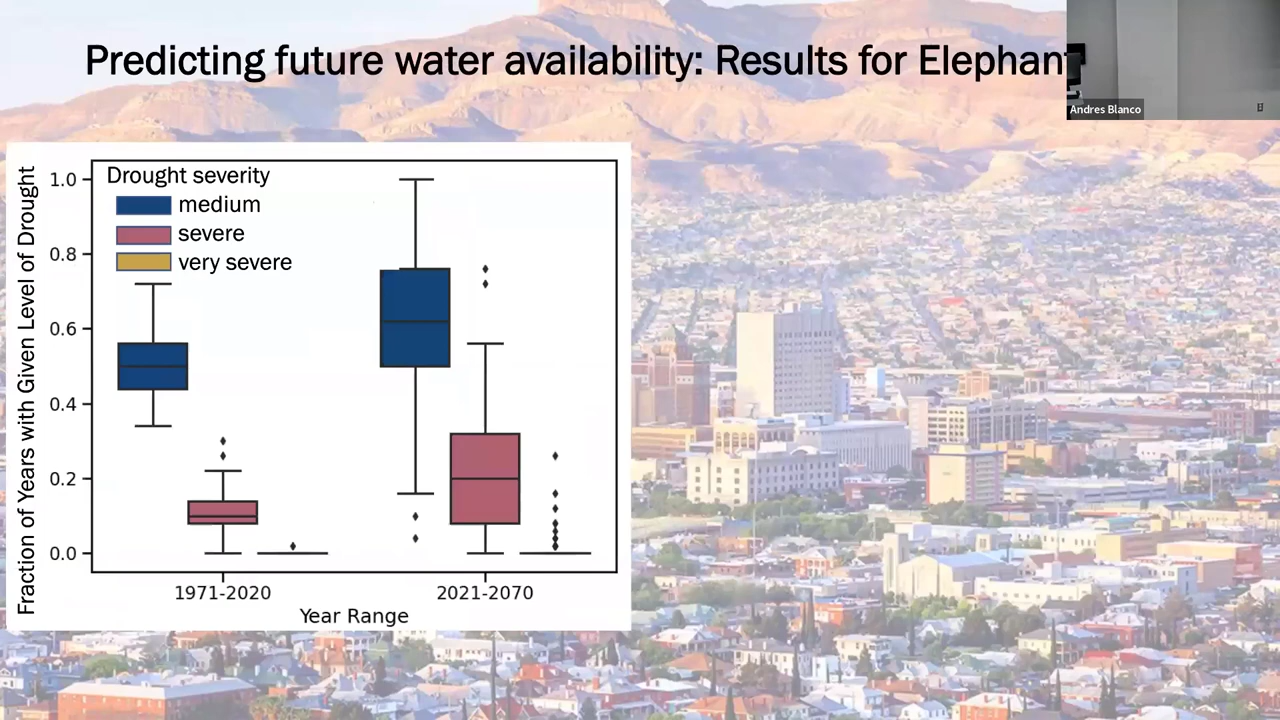 Predicting future water availability: Results for Elephant
Andres Blanco
Fraction of Years with Given Level of Drought
1.0
0.8
0.6
0.4
0.2
0.0
Drought severity
medium
severe
very severe
1971-2020
2021-2070
Year Range